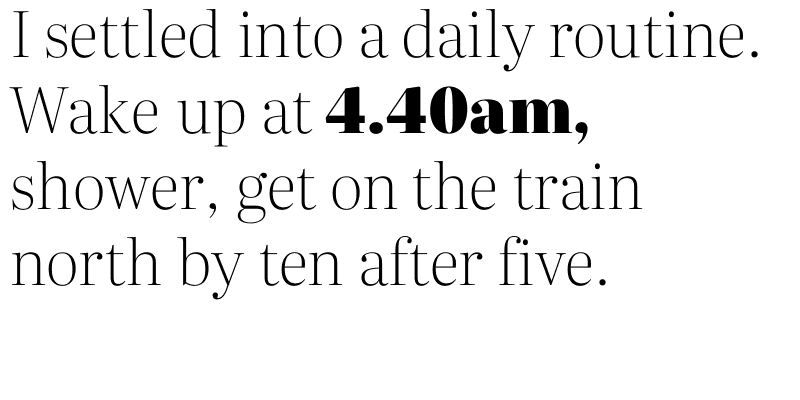 I settled into a daily routine.
Wake up at 4.40am,
shower, get on the train
north by ten after five.